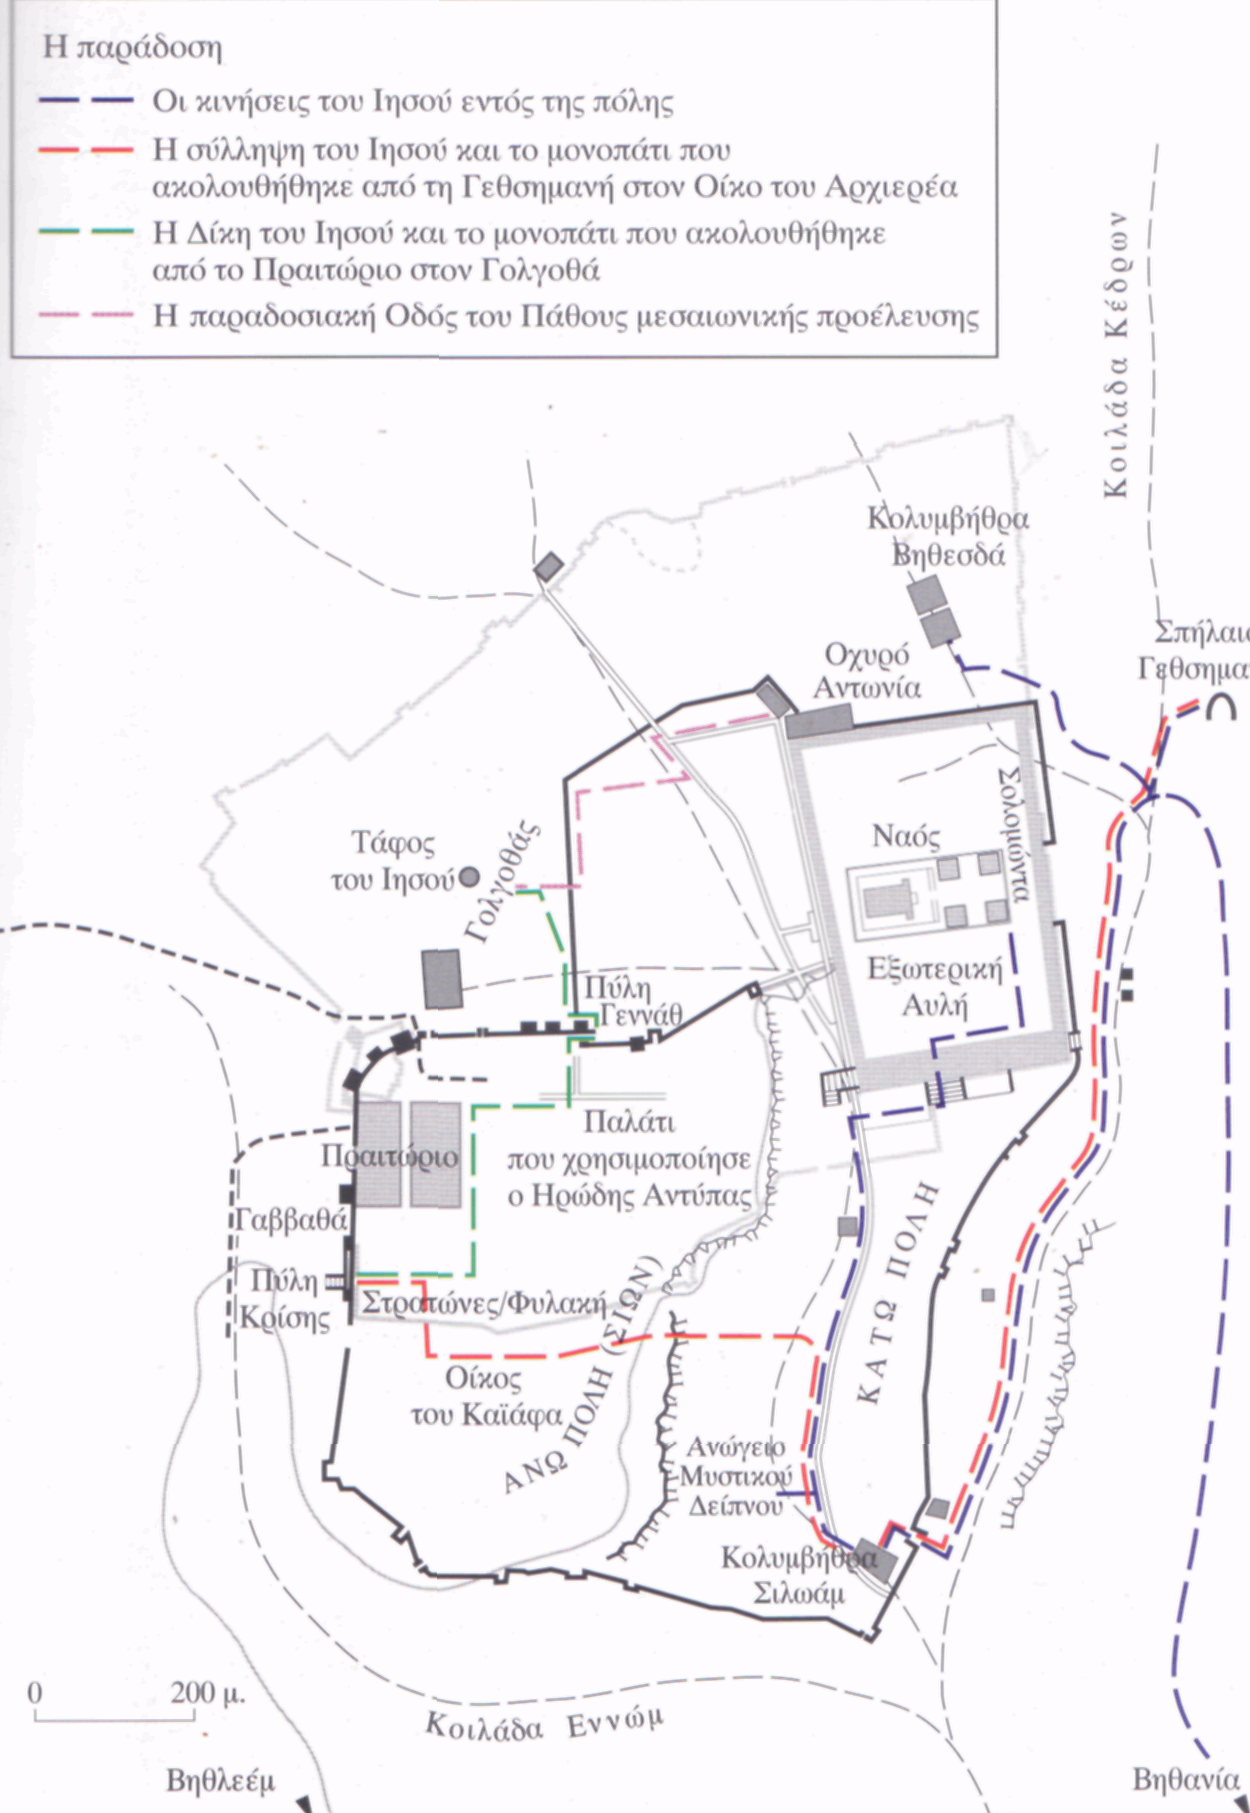 Η παράδοση
Οι κινήσεις του Ιησού εντός της πόλης
Η σύλληψη του Ιησού και το μονοπάτι που
ακολουθήθηκε από τη Γεθσημανή στον Οίκο του Αρχιερέα
Η Δίκη του Ιησού και το μονοπάτι που ακολουθήθηκε
από το Πραιτώριο στον Γολγοθά
Η παραδοσιακή Οδός του Πάθους μεσαιωνικής προέλευσης
Κοιλάδα Κέδρων
Κολυμβήθρα
Βηθεσδά
Σπήλαιο
Γεθσημαν
Οχυρό
Αντωνία
Σολομώντα
Ναός
Τάφος
του Ιησού
Γολγοθάς
Εξωτερική
Αυλή
Πύλη
Γεννάθ
Παλάτι
που χρησιμοποίησε
ο Ηρώδης Αντύπας
Πραιτώριο
Γαββαθά
Πύλη
Κρίσης
Στρατώνες/Φυλακή
Οίκος
του Καϊάφα
ΑΝΩ ΠΟΛΗ (ΣΙΩΝ)
ΚΑΤΩ ΠΟΛΗ
Ανώγειο
Μυστικού
Δείπνου
Κολυμβήθρα
Σιλωάμ
0 200 μ.
Κοιλάδα Εννώμ
Βηθλεέμ
Βηθανία